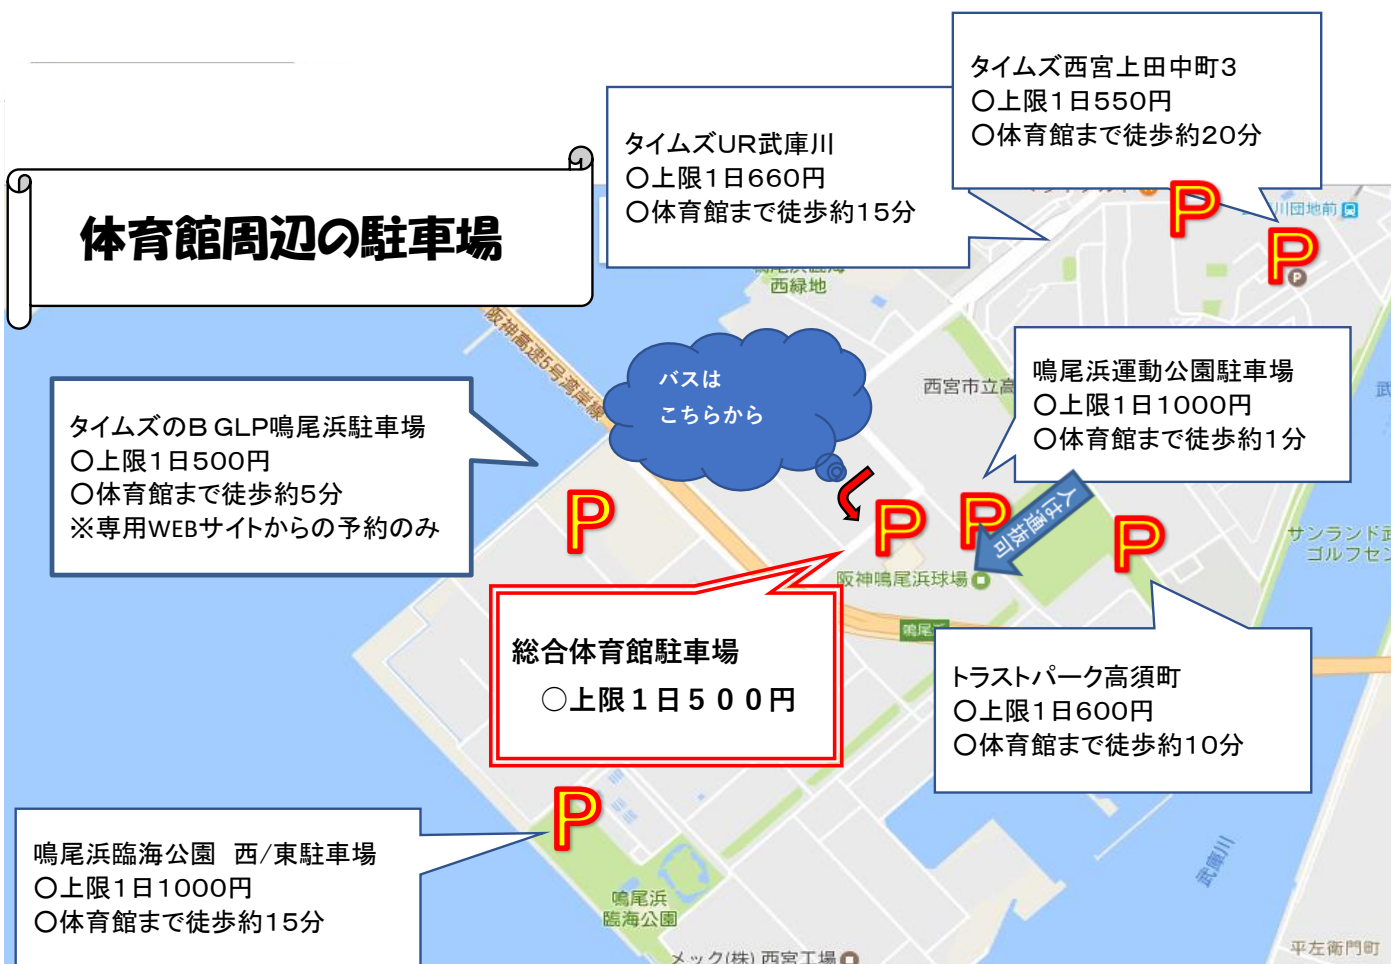 体育館周辺の駐車場
タイムズUR武庫川
○上限1日660円
○体育館まで徒歩約15分
タイムズ西宮上田中町3
○上限1日550円
○体育館まで徒歩約20分
川団地前
P
P
P
西緑地
阪神高速5号湾岸線
バスは
こちらから
西宮市立高
鳴尾浜運動公園駐車場
○上限1日1000円
○体育館まで徒歩約1分
武
タイムズのB GLP鳴尾浜駐車場
○上限1日500円
○体育館まで徒歩約5分
※専用WEBサイトからの予約のみ
P
P
P
P
人は通抜可
サンランド武
ゴルフセン
阪神鳴尾浜球場
鳴尾浜
総合体育館駐車場
○上限1日500円
トラストパーク高須町
○上限1日600円
○体育館まで徒歩約10分
P
鳴尾浜臨海公園 西/東駐車場
○上限1日1000円
○体育館まで徒歩約15分
鳴尾浜
臨海公園
武庫川
メック(株) 西宮工場
平左衛門町